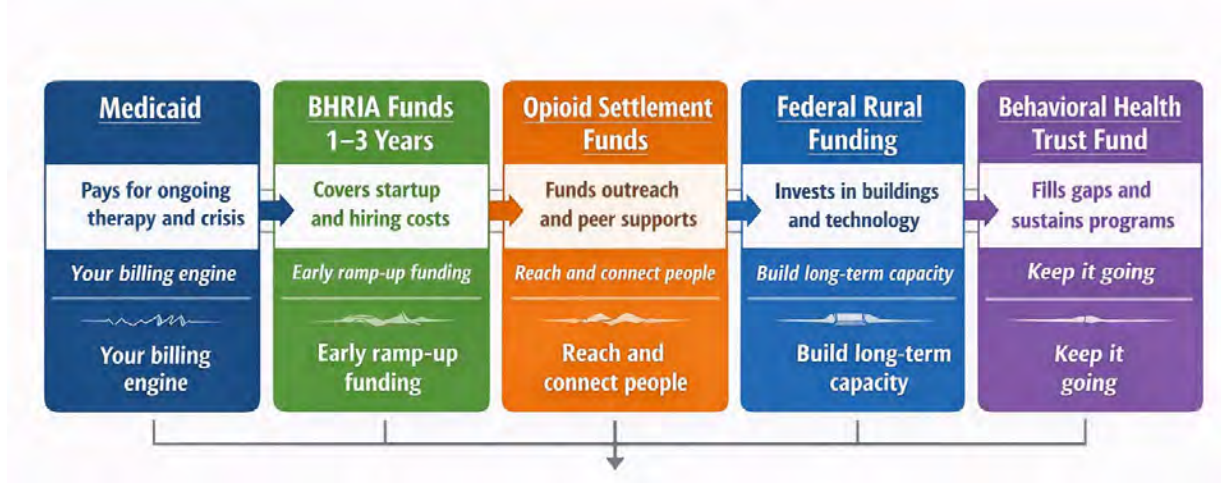 Medicaid
Pays for ongoing
therapy and crisis
Your billing engine
Your billing
engine
BHRIA Funds
1–3 Years
Covers startup
and hiring costs
Early ramp-up funding
Early ramp-up
funding
Opioid Settlement
Funds
Funds outreach
and peer supports
Reach and connect people
Reach and
connect people
Federal Rural
Funding
Invests in buildings
and technology
Build long-term capacity
Build long-term
capacity
Behavioral Health
Trust Fund
Fills gaps and
sustains programs
Keep it going
Keep it
going